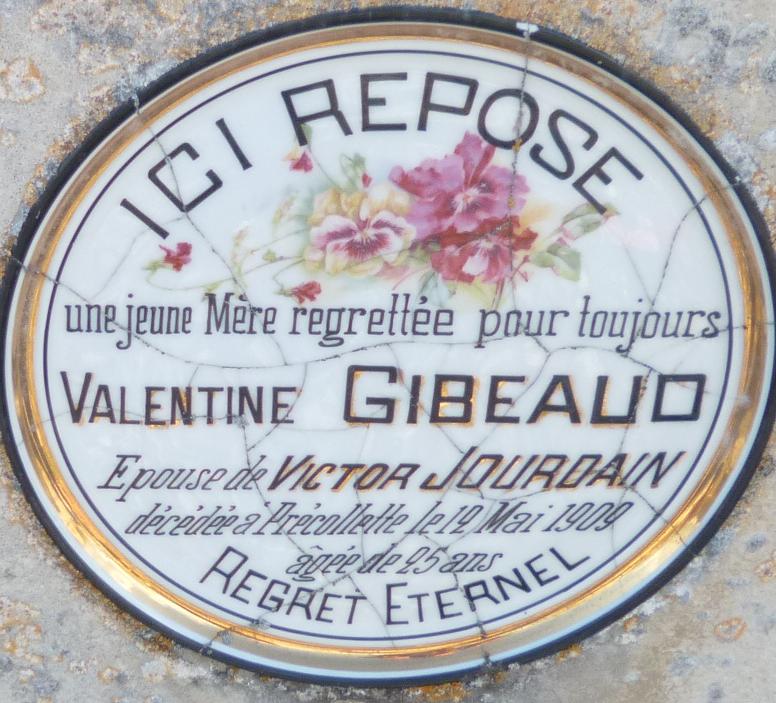 ICI REPOSE
une jeune Mère regrettée pour toujours
VALENTINE GIBEAUD
Epouse de VICTOR JOURDAIN
décédée a Précollette le 12 Mai 1909
âgée de 25 ans
REGRET ETERNEL